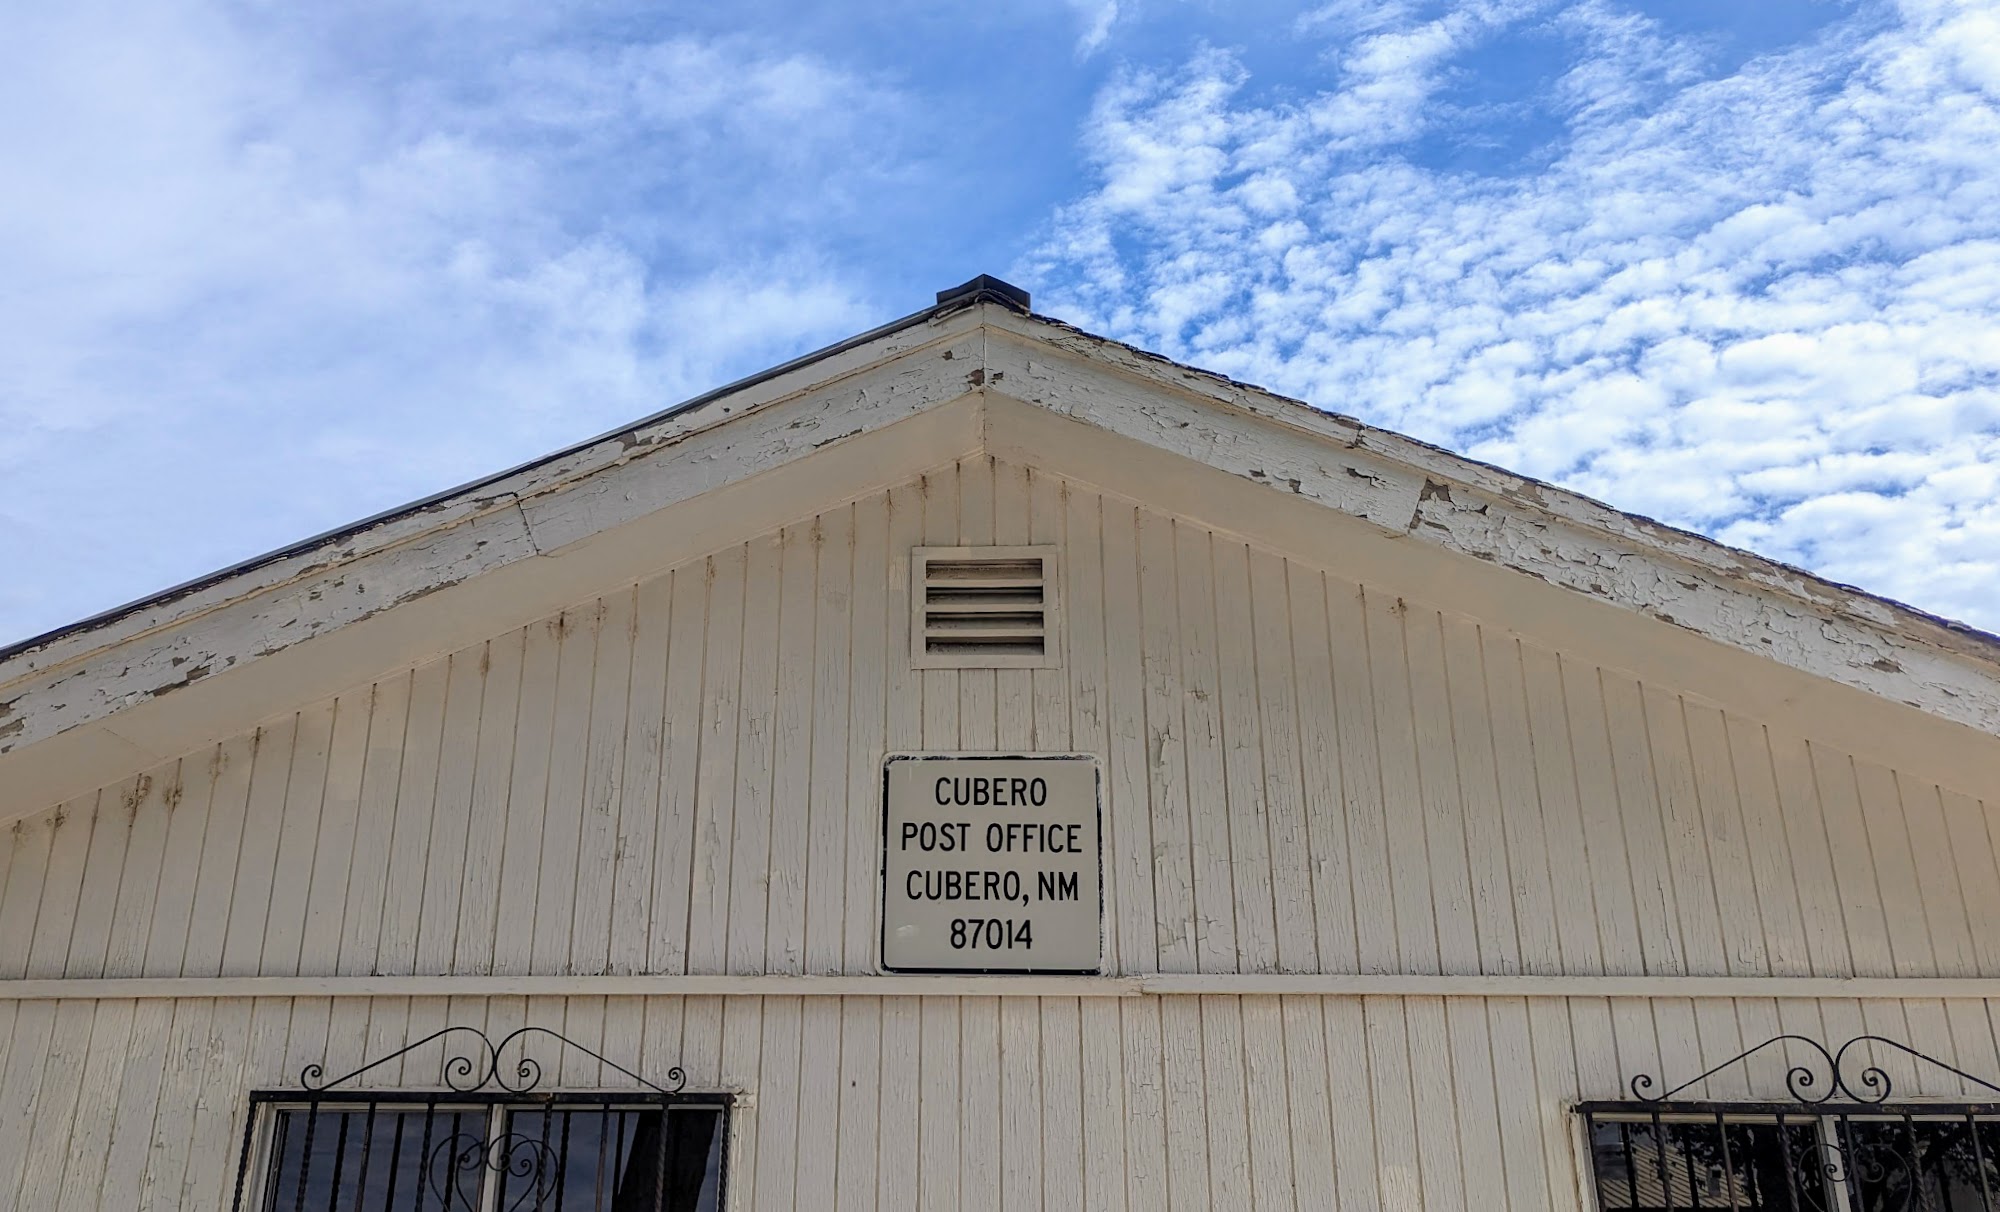 CUBERO
POST OFFICE
CUBERO, NM
87014